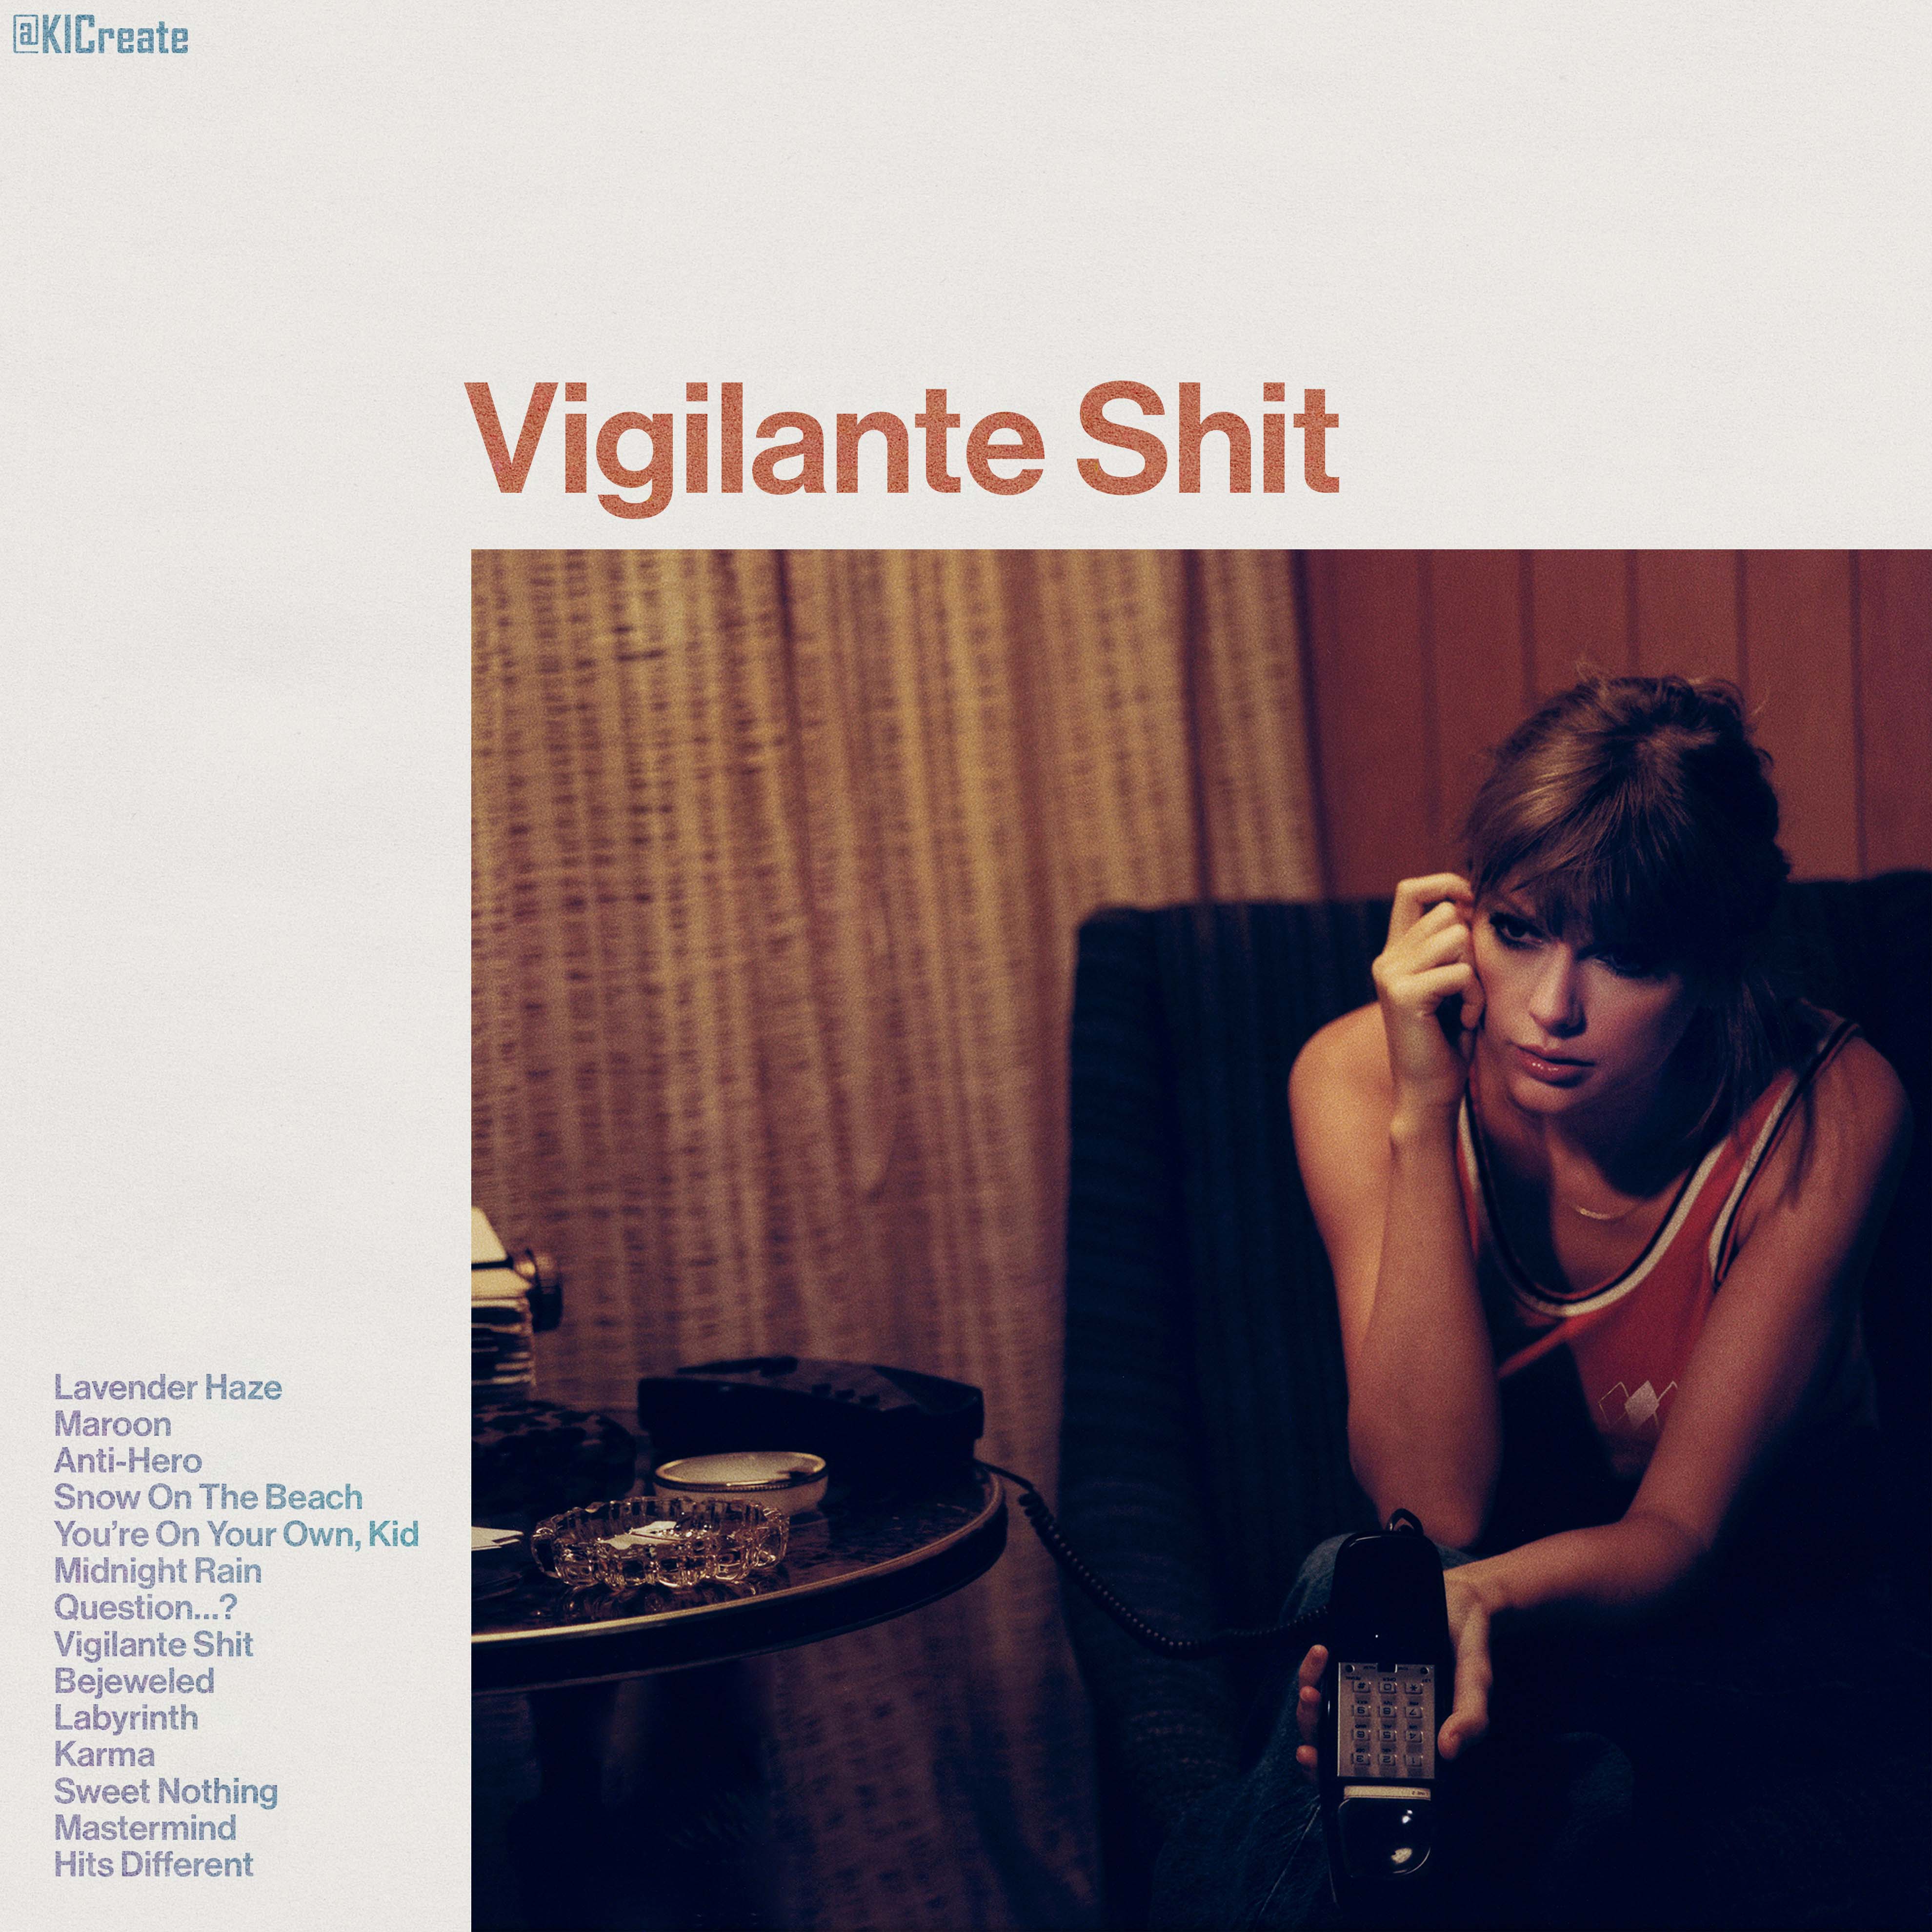 @KICreate
Vigilante Shit
Lavender Haze
Maroon
Anti-Hero
Snow On The Beach
You're On Your Own, Kid
Midnight Rain
Question...?
Vigilante Shit
Bejeweled
Labyrinth
Karma
Sweet Nothing
Mastermind
Hits Different